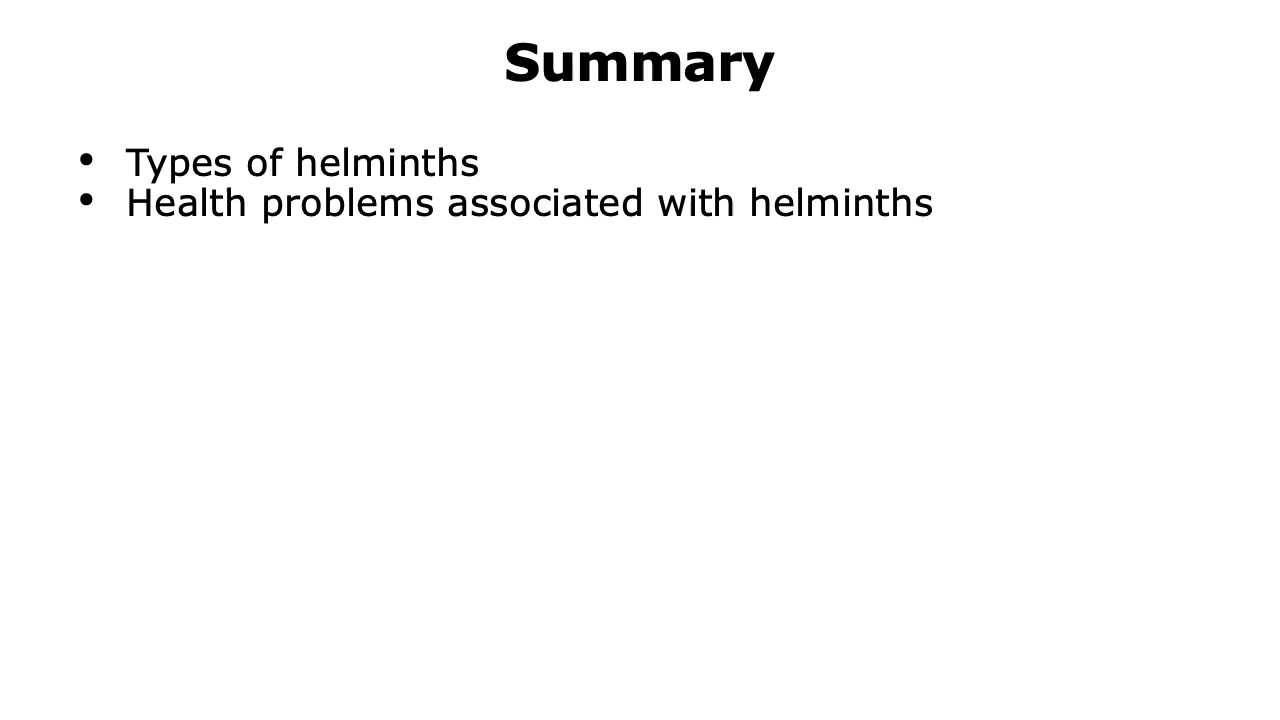 Summary
• Types of helminths
• Health problems associated with helminths